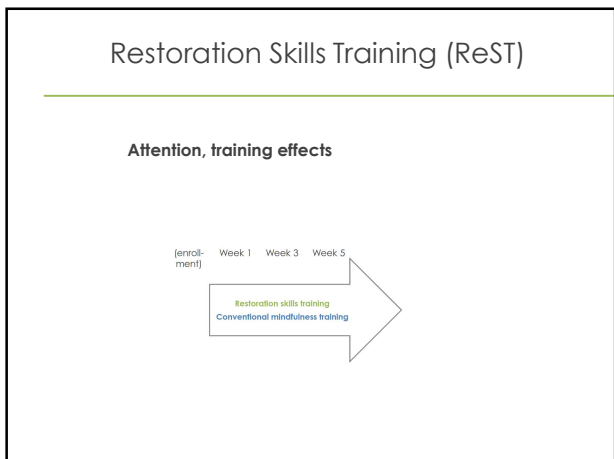 Restoration Skills Training (ReST)
Attention, training effects
(enroll-
ment)
Week 1 Week 3 Week 5
Restoration skills training
Conventional mindfulness training